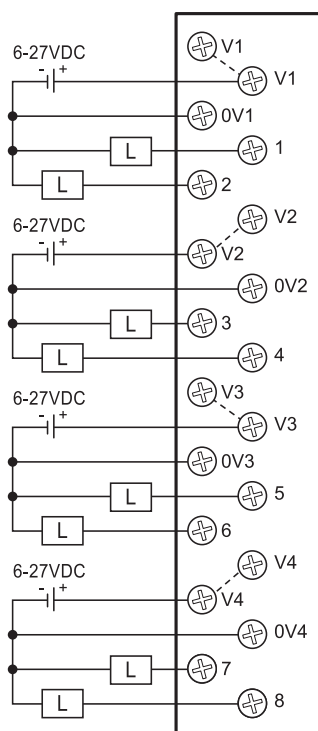 6-27VDC
V1
- +
V1
0V1
L
1
L
2
6-27VDC
V2
- +
V2
0V2
L
3
L
4
6-27VDC
V3
- +
V3
0V3
L
5
L
6
6-27VDC
V4
- +
V4
0V4
L
7
L
8